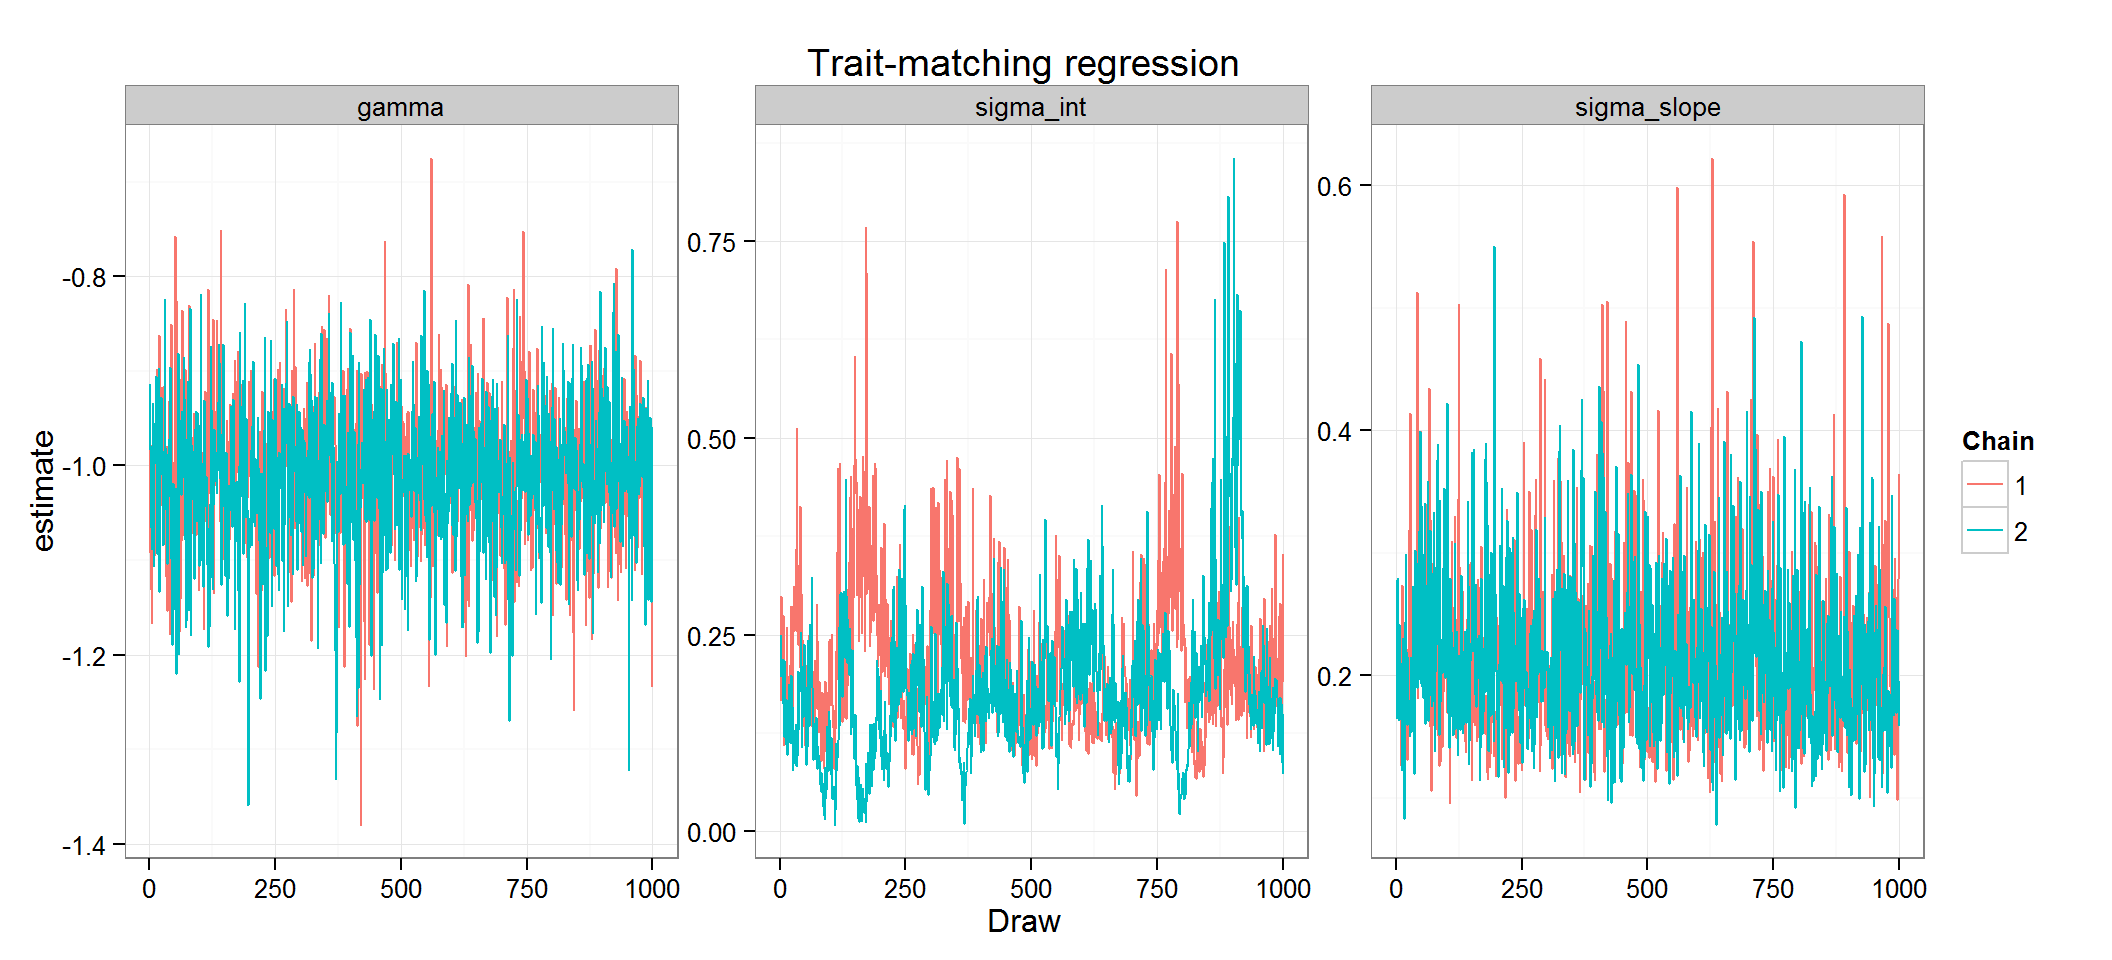 Trait-matching regression
gamma
sigma_int
sigma_slope
estimate
-0.8
-1.0
-1.2
-1.4
0.75
0.50
0.25
0.00
0.6
0.4
0.2
0 250 500 750 1000
0 250 500 750 1000
0 250 500 750 1000
Draw
Chain
1
2